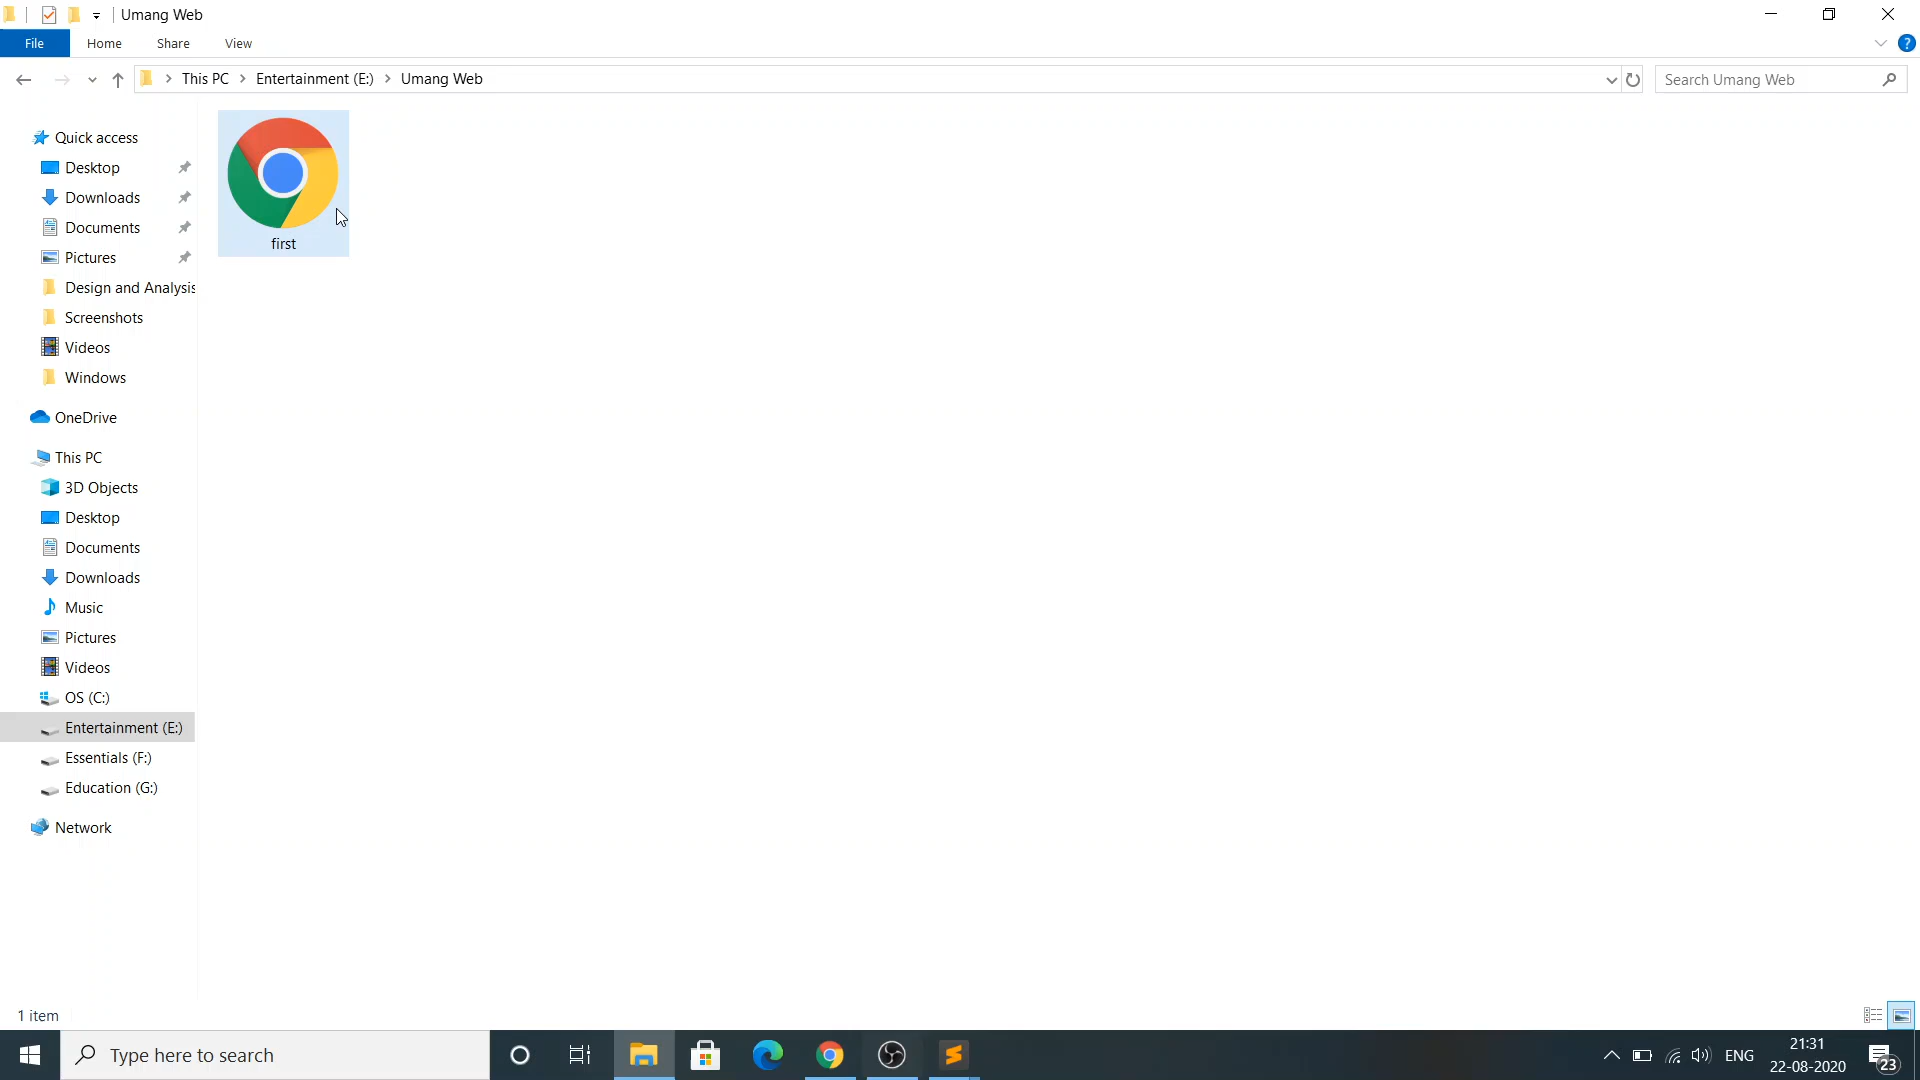 Umang Web
File Home Share View
This PC Entertainment (E:) Umang Web
Search Umang Web
first
Quick access
Desktop
Downloads
Documents
Pictures
Design and Analysis
Screenshots
Videos
Windows
OneDrive
This PC
3D Objects
Desktop
Documents
Downloads
Music
Pictures
Videos
OS (C:)
Entertainment (E:)
Essentials (F:)
Education (G:)
Network
1 item
Type here to search
ENG
21:31
22-08-2020
23